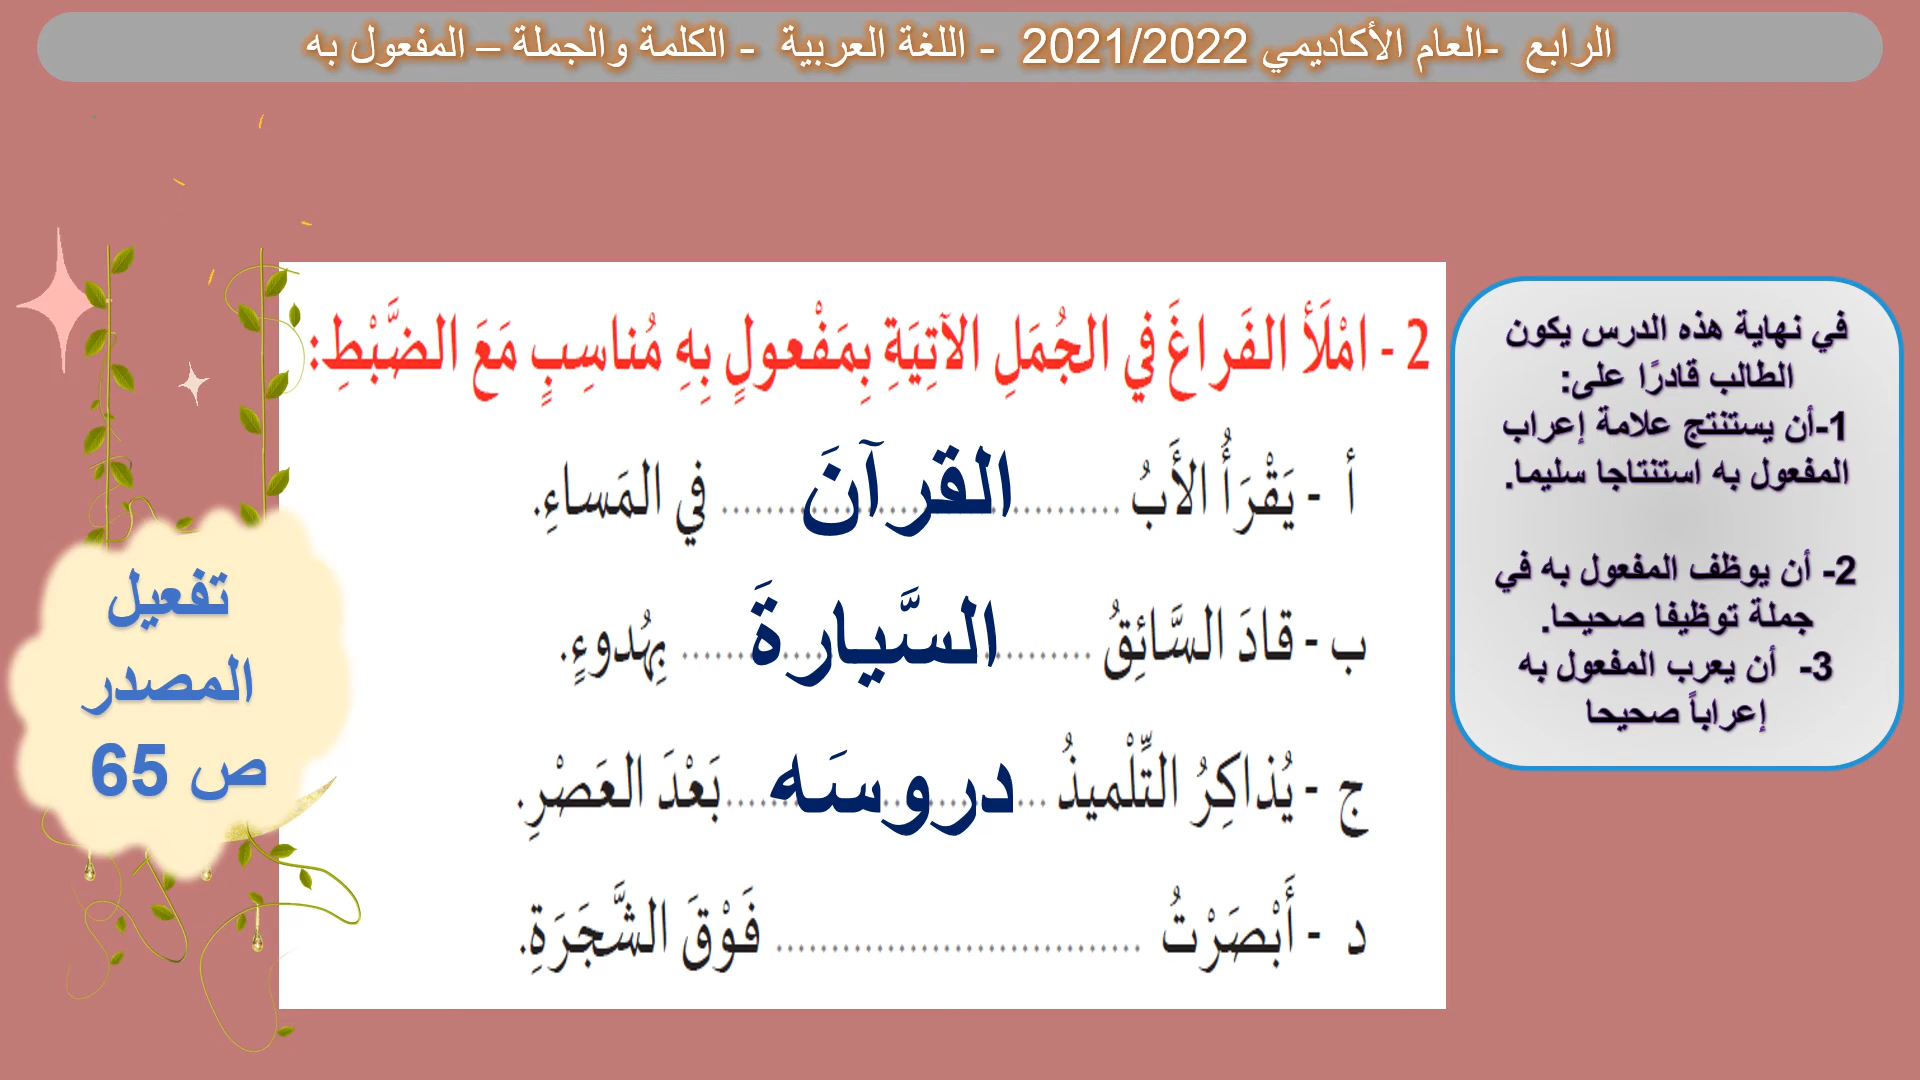 الرابع -العام الأكاديمي 2021/2022 - اللغة العربية - الكلمة والجملة – المفعول به
في نهاية هذه الدرس يكون
الطالب قادرًا على:
1-أن يستنتج علامة إعراب
المفعول به استنتاجا سليما.
2- أن يوظف المفعول به في
جملة توظيفا صحيحا.
3- أن يعرب المفعول به
إعراباً صحيحا
2 - امْلَأ الفَراغَ في الجُمَلِ الآتِيَةِ بِمَفْعولٍ بِهِ مُناسِبٍ مَعَ الضَّبْطِ:
أ - يَقْرَأُ الأَبُ ........ القرآنَ ........ في المَساءِ.
ب - قادَ السَّائِقُ ........ السَّيارةَ ........ بِهُدوءٍ.
ج - يُذاكِرُ التِّلْميذُ ........ دروسَه ........ بَعْدَ العَصْرِ.
د - أَبْصَرْتُ ................................ فَوْقَ الشَّجَرَةِ.
تفعيل
المصدر
ص 65